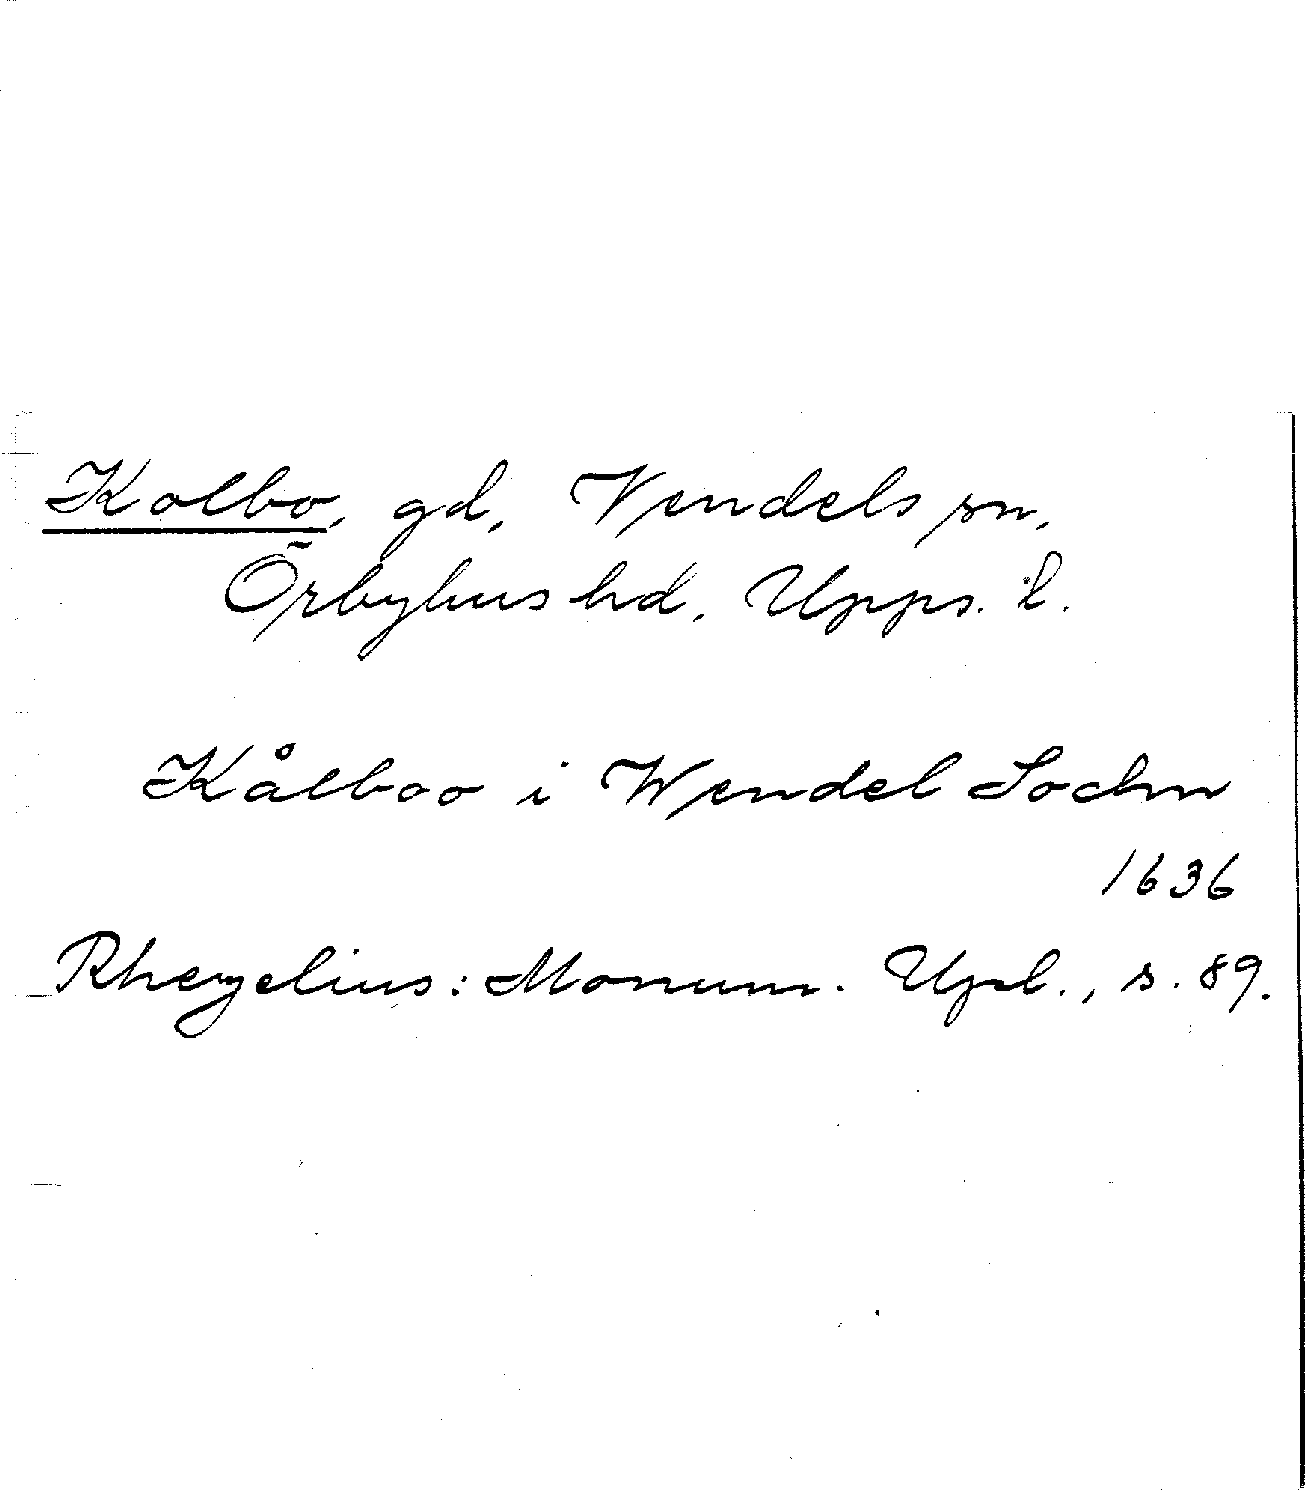 Kolbo, gd, Vendels sn,
Örbyhus hd, Upps. l.
Kålboo i Wendel Sochn
1636
Rhezelius: Monum. Upl., s. 89.